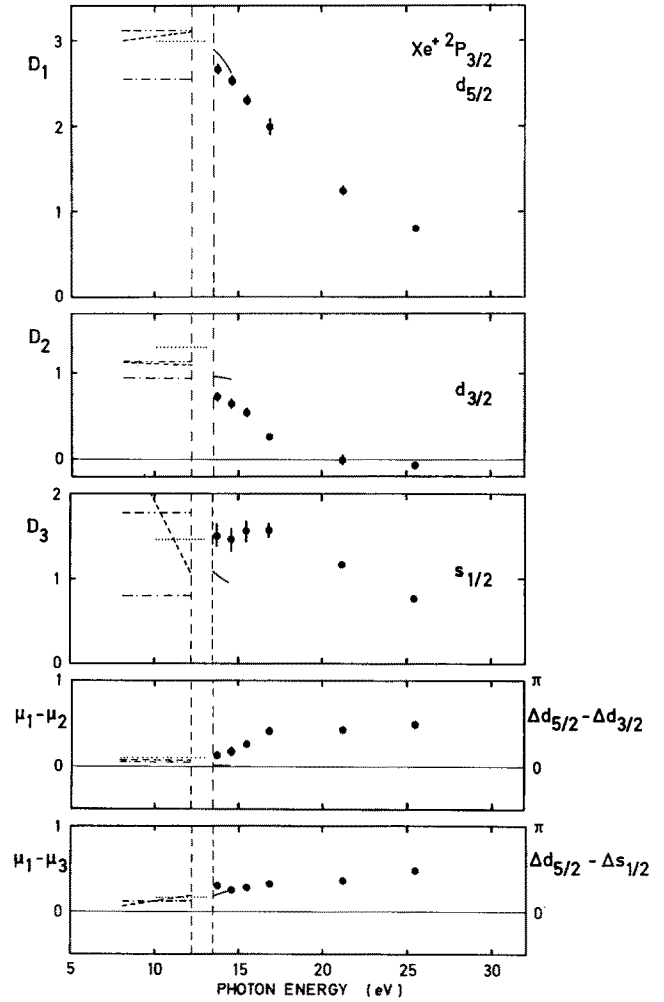 3
D₁
2
1
0
Xe⁺ ²P₃/₂
d₅/₂
D₂
1
0
d₃/₂
2
D₃
1
0
s₁/₂
1
μ₁-μ₂
0
π
Δd₅/₂ - Δd₃/₂
0
1
μ₁-μ₃
0
π
Δd₅/₂ - Δs₁/₂
0
5 10 15 20 25 30
PHOTON ENERGY (eV)